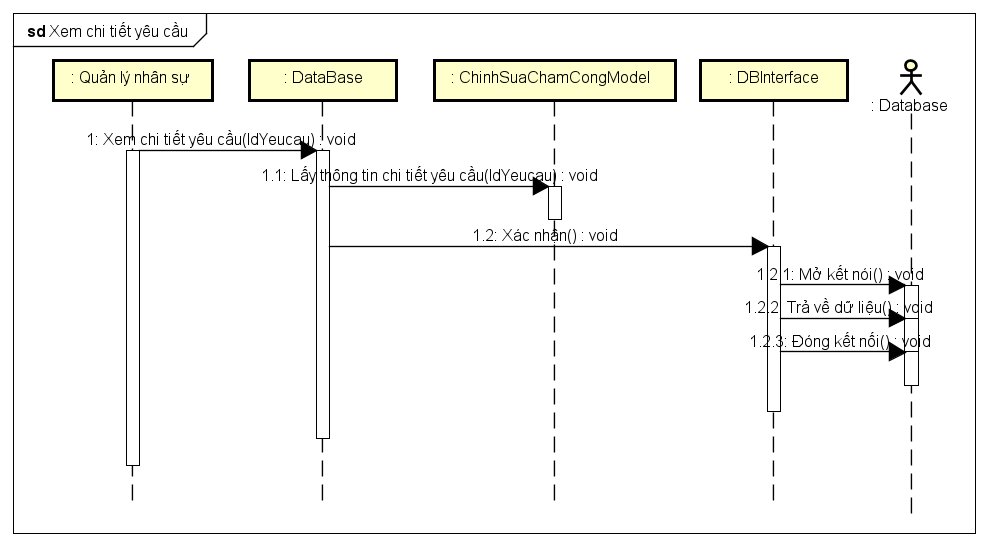 sd Xem chi tiết yêu cầu
: Quản lý nhân sự
: DataBase
: ChinhSuaChamCongModel
: DBInterface
: Database
1: Xem chi tiết yêu cầu(IdYeucau) : void
1.1: Lấy thông tin chi tiết yêu cầu(IdYeucau) : void
1.2: Xác nhận() : void
1.2.1: Mở kết nói() : void
1.2.2: Trả về dữ liệu() : void
1.2.3: Đóng kết nối() : void